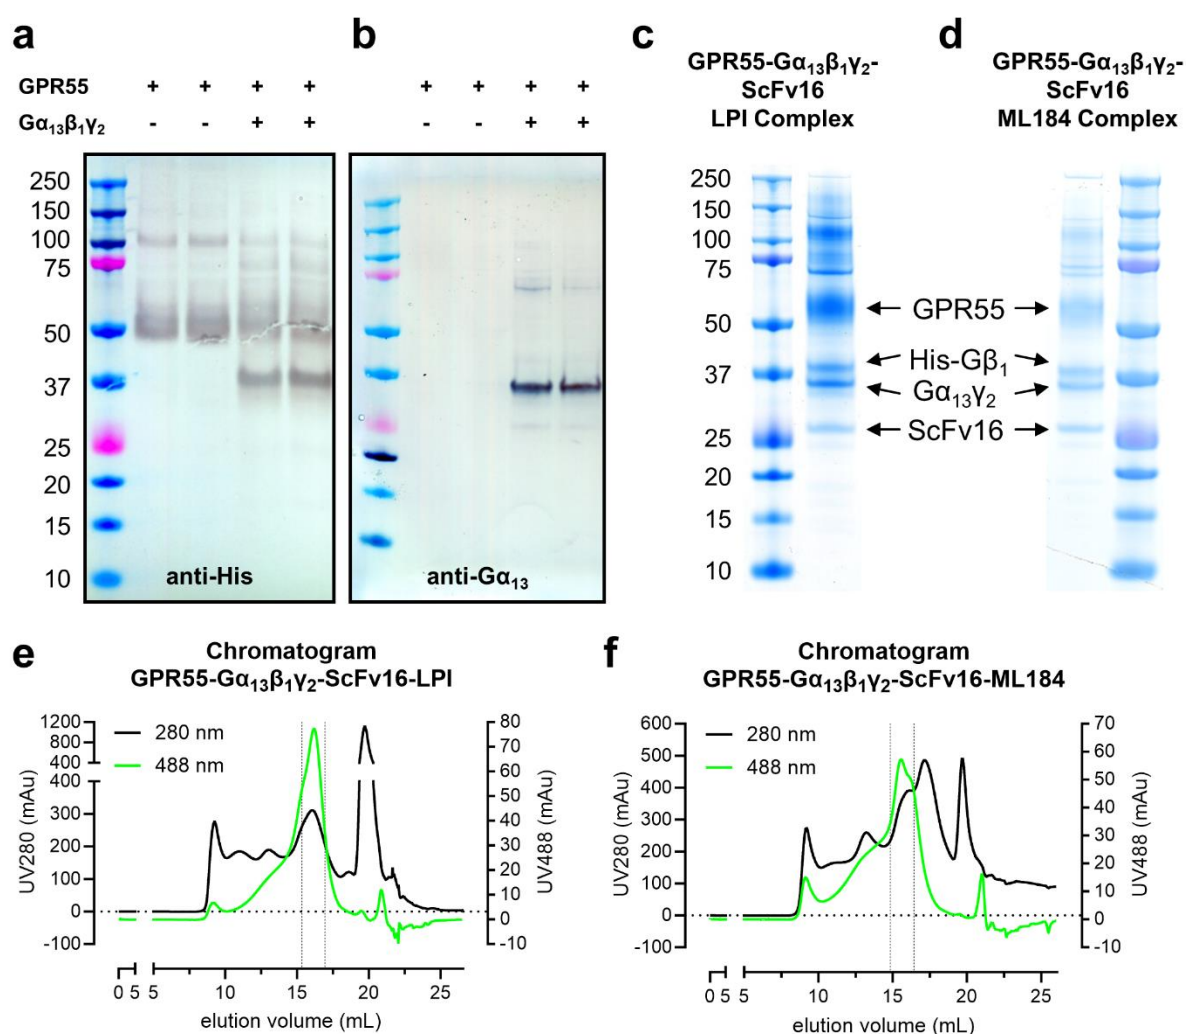 a
GPR55 + + + +
Gα₁₃β₁γ₂ - - + +
250
150
100
75
50
37
25
20
15
10
anti-His
b
+ + + +
- - + +
anti-Gα₁₃
c
GPR55-Gα₁₃β₁γ₂-
ScFv16
LPI Complex
250
150
100
75
50
37
25
20
15
10
GPR55
His-Gβ₁
Gα₁₃γ₂
ScFv16
d
GPR55-Gα₁₃β₁γ₂-
ScFv16
ML184 Complex
e
Chromatogram
GPR55-Gα₁₃β₁γ₂-ScFv16-LPI
280 nm
488 nm
UV280 (mAu)
1200
800
400
400
300
200
100
0
-100
UV488 (mAu)
80
70
60
50
40
30
20
10
0
-10
0 5 5 10 15 20 25
elution volume (mL)
f
Chromatogram
GPR55-Gα₁₃β₁γ₂-ScFv16-ML184
280 nm
488 nm
UV280 (mAu)
600
500
400
300
200
100
0
-100
UV488 (mAu)
70
60
50
40
30
20
10
0
-10
0 5 5 10 15 20 25
elution volume (mL)